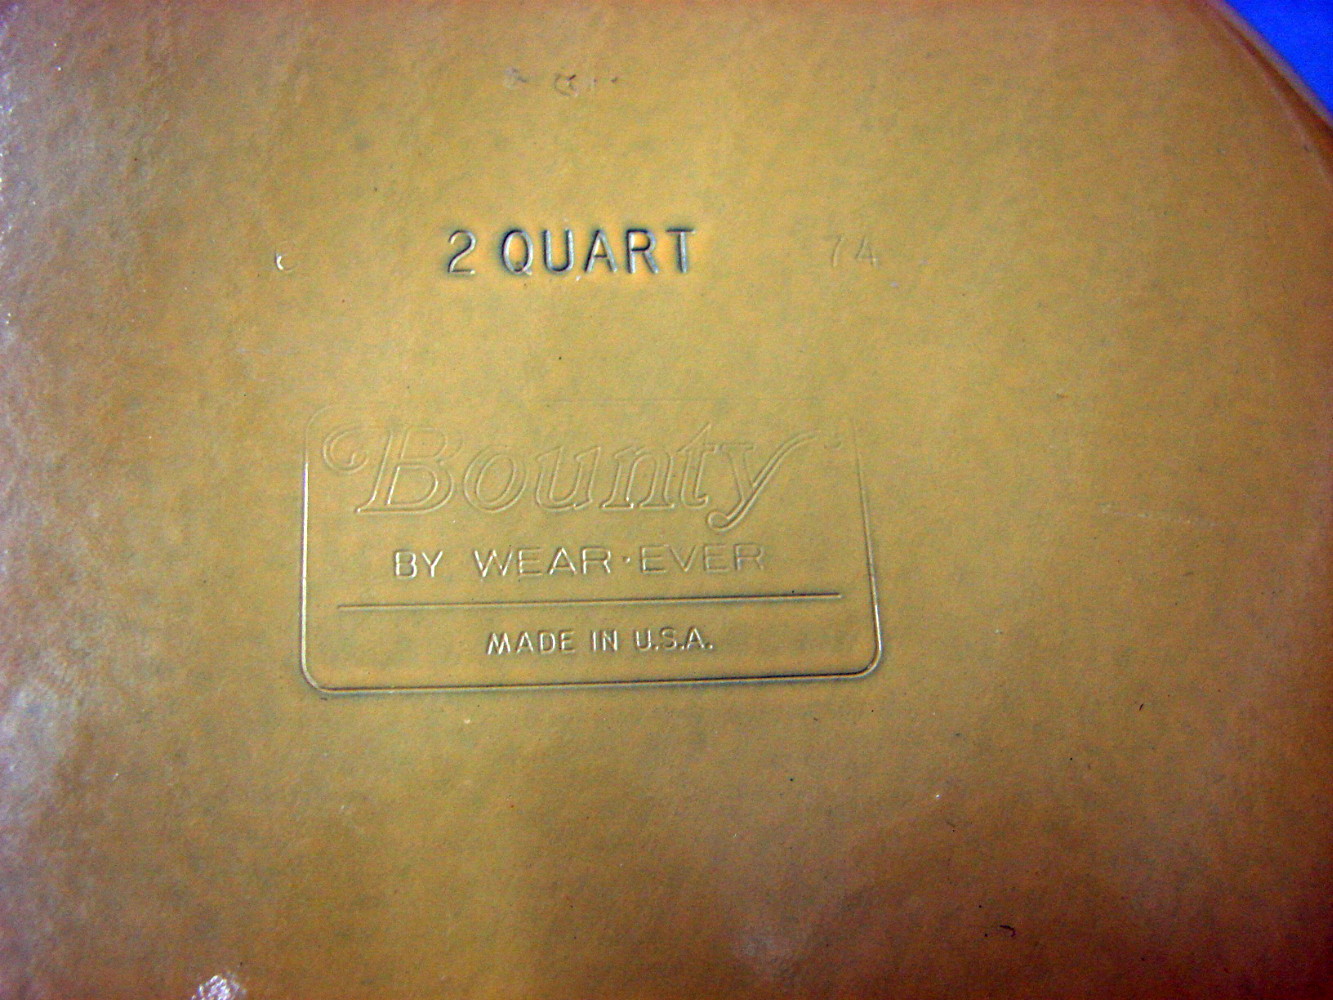 C 2 QUART 74
Bounty
BY WEAR·EVER
MADE IN U.S.A.